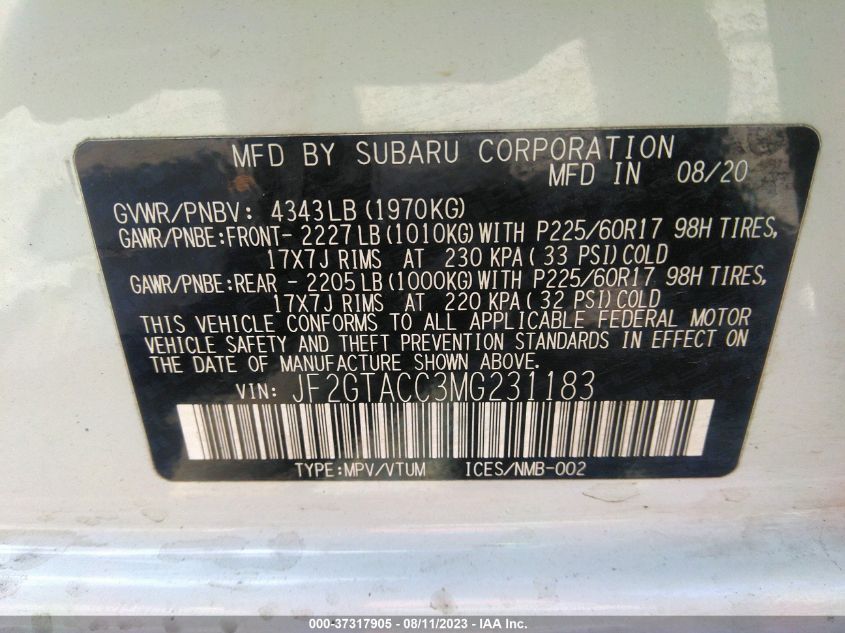 MFD BY SUBARU CORPORATION
MFD IN 08/20
GVWR/PNBV: 4343LB (1970KG)
GAWR/PNBE:FRONT- 2227LB (1010KG) WITH P225/60R17 98H TIRES,
17X7J RIMS AT 230 KPA ( 33 PSI) COLD
GAWR/PNBE:REAR - 2205LB (1000KG) WITH P225/60R17 98H TIRES,
17X7J RIMS AT 220 KPA ( 32 PSI) COLD
THIS VEHICLE CONFORMS TO ALL APPLICABLE FEDERAL MOTOR
VEHICLE SAFETY AND THEFT PREVENTION STANDARDS IN EFFECT ON
THE DATE OF MANUFACTURE SHOWN ABOVE.
VIN: JF2GTACC3MG231183
TYPE:MPV/VTUM ICES/NMB-002
000-37317905 - 08/11/2023 - IAA Inc.